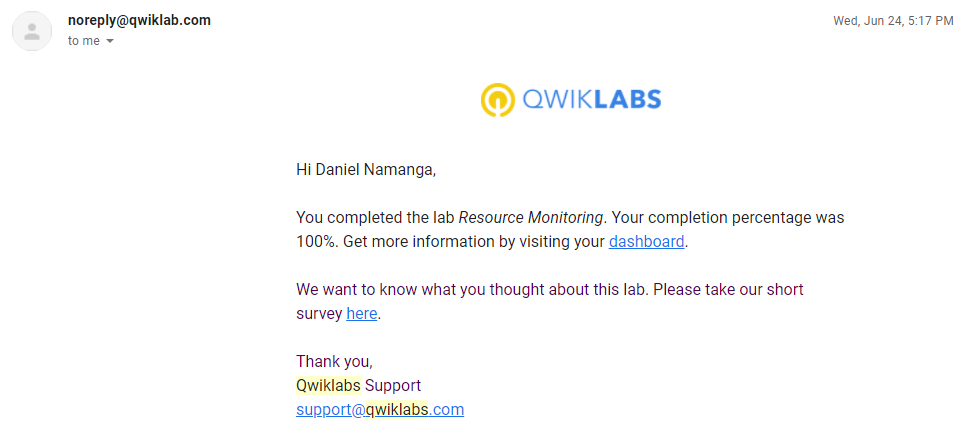 noreply@qwiklab.com
Wed, Jun 24, 5:17 PM
to me
QWIKLABS
Hi Daniel Namanga,
You completed the lab Resource Monitoring. Your completion percentage was
100%. Get more information by visiting your dashboard.
We want to know what you thought about this lab. Please take our short
survey here.
Thank you,
Qwiklabs Support
support@qwiklabs.com